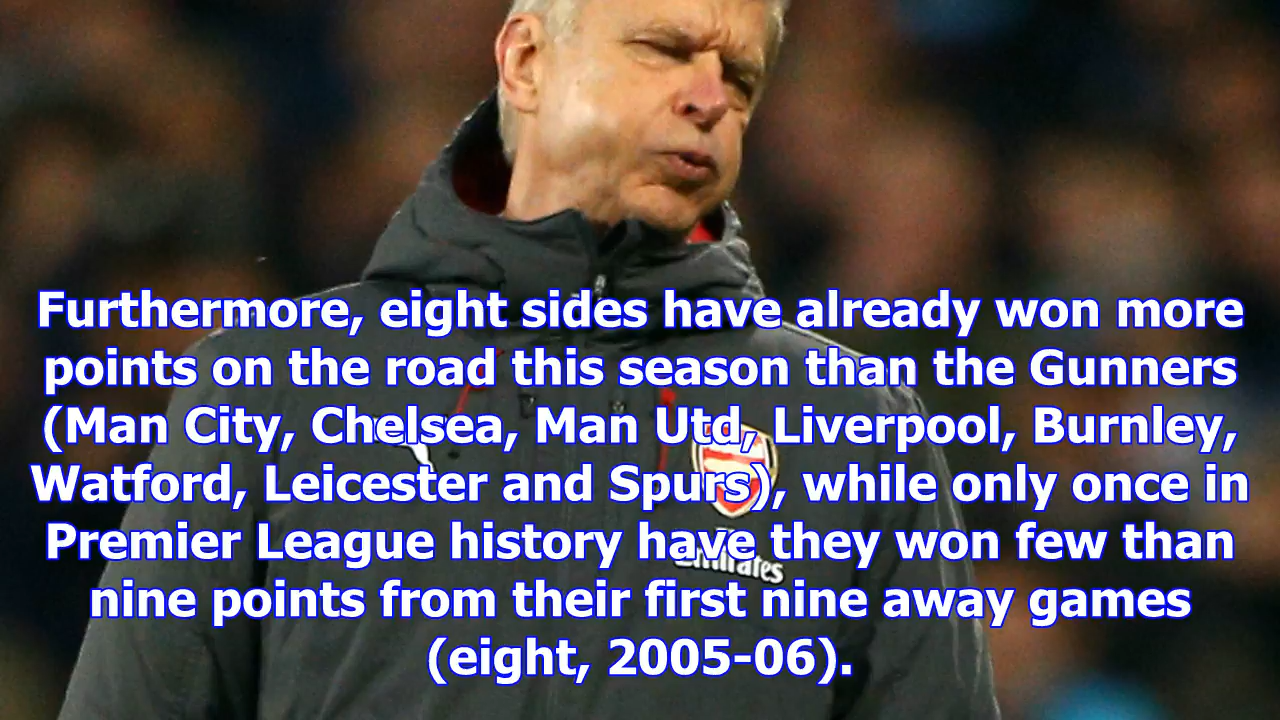 Furthermore, eight sides have already won more
points on the road this season than the Gunners
(Man City, Chelsea, Man Utd, Liverpool, Burnley,
Watford, Leicester and Spurs), while only once in
Premier League history have they won few than
nine points from their first nine away games
(eight, 2005-06).
Emirates